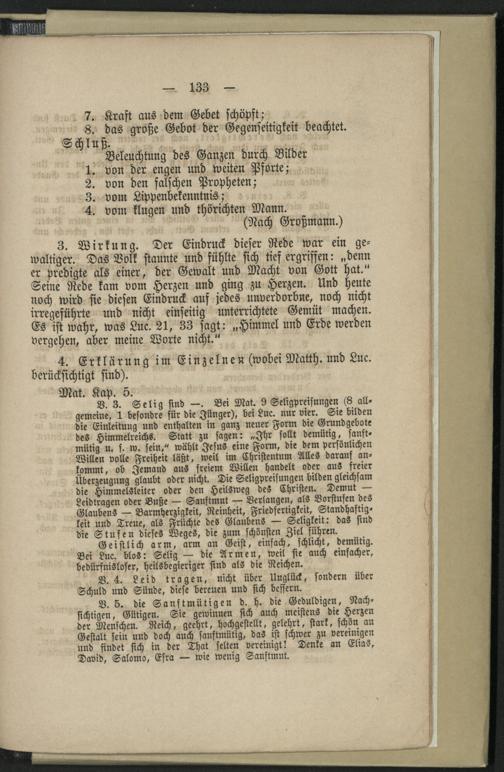 — 133 —
7. Kraft aus dem Gebet schöpft;
8. das große Gebot der Gegenseitigkeit beachtet.
Schluß.
Beleuchtung des Ganzen durch Bilder
1. von der engen und weiten Pforte;
2. von den falschen Propheten;
3. vom Lippenbekenntnis;
4. vom klugen und thörichten Mann.
(Nach Großmann.)
3. Wirkung. Der Eindruck dieser Rede war ein ge-
waltiger. Das Volk staunte und fühlte sich tief ergriffen: „denn
er predigte als einer, der Gewalt und Macht von Gott hat.“
Seine Rede kam vom Herzen und ging zu Herzen. Und heute
noch wird sie diesen Eindruck auf jedes unverdorbne, noch nicht
irregeführte und nicht einseitig unterrichtete Gemüt machen.
Es ist wahr, was Luc. 21, 33 sagt: „Himmel und Erde werden
vergehen, aber meine Worte nicht.“
4. Erklärung im Einzelnen (wobei Matth. und Luc.
berücksichtigt sind).
Mat. Kap. 5.
V. 3. Selig sind —. Bei Mat. 9 Seligpreisungen (8 all-
gemeine, 1 besondre für die Jünger), bei Luc. nur vier. Sie bilden
die Einleitung und enthalten in ganz neuer Form die Grundgebote
des Himmelreichs. Statt zu sagen: „Ihr sollt demütig, sanft-
mütig u. s. w. sein,“ wählt Jesus eine Form, die dem persönlichen
Willen volle Freiheit läßt, weil im Christentum Alles darauf an-
kommt, ob Jemand aus freiem Willen handelt oder aus freier
Überzeugung glaubt oder nicht. Die Seligpreisungen bilden gleichsam
die Himmelsleiter oder den Heilsweg des Christen. Demut —
Leidtragen oder Buße — Sanftmut — Verlangen, als Vorstufen des
Glaubens — Barmherzigkeit, Reinheit, Friedfertigkeit, Standhaftig-
keit und Treue, als Früchte des Glaubens — Seligkeit: das sind
die Stufen dieses Weges, die zum schönsten Ziel führen.
Geistlich arm, arm an Geist, einfach, schlicht, demütig.
Bei Luc. blos: Selig — die Armen, weil sie auch einfacher,
bedürfnisloser, heilsbegieriger sind als die Reichen.
V. 4. Leid tragen, nicht über Unglück, sondern über
Schuld und Sünde, diese bereuen und sich bessern.
V. 5. die Sanftmütigen d. h. die Geduldigen, Nach-
sichtigen, Gütigen. Sie gewinnen sich auch meistens die Herzen
der Menschen. Reich, geehrt, hochgestellt, gelehrt, stark, schön an
Gestalt sein und doch auch sanftmütig, das ist schwer zu vereinigen
und findet sich in der That selten vereinigt! Denke an Elias,
David, Salomo, Esra — wie wenig Sanftmut.